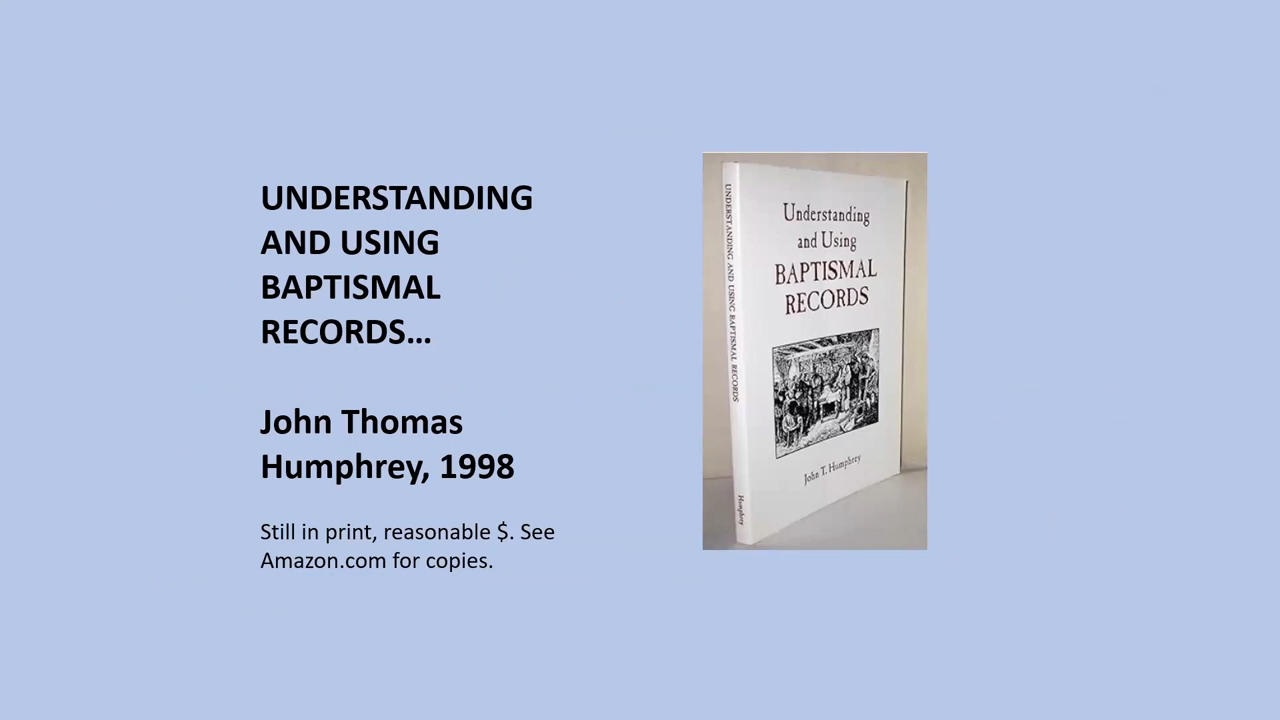 UNDERSTANDING
AND USING
BAPTISMAL
RECORDS…
John Thomas
Humphrey, 1998
Still in print, reasonable $. See
Amazon.com for copies.
UNDERSTANDING AND USING BAPTISMAL RECORDS
Humphrey
Understanding
and Using
BAPTISMAL
RECORDS
John T. Humphrey